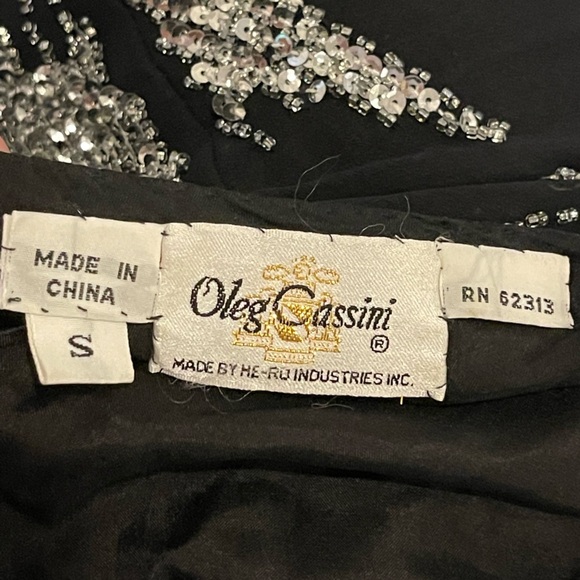 MADE IN
CHINA
S
Oleg Cassini ®
MADE BY HE-RO INDUSTRIES INC.
RN 62313